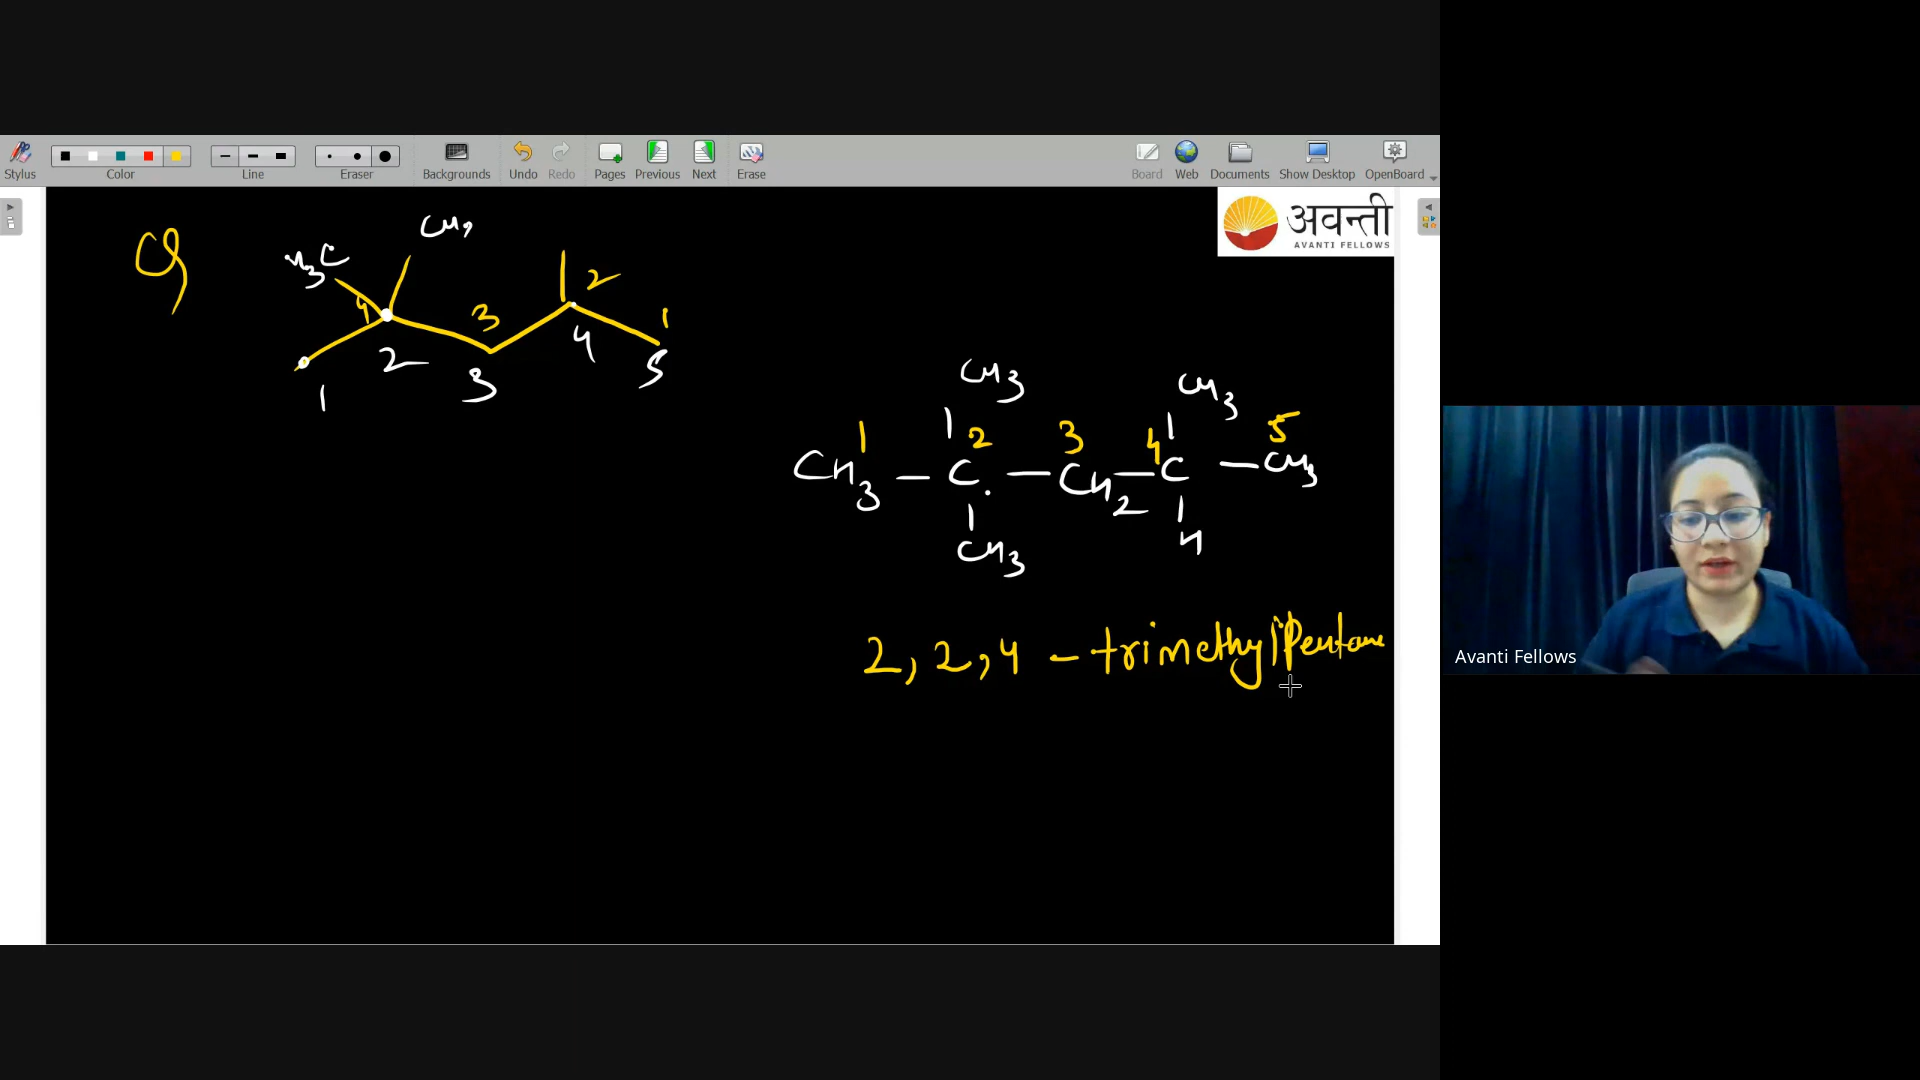 Stylus Color Line Eraser Backgrounds Undo Redo Pages Previous Next Erase Board Web Documents Show Desktop OpenBoard
अवन्ती
AVANTI FELLOWS
Q
H3C
4 3 2 1
1 2 3 4 5
CH3 CH3
1 2 3 4 5
CH3 — C — CH2 — C — CH3
CH3 H
2, 2, 4 – trimethylPentane
Avanti Fellows